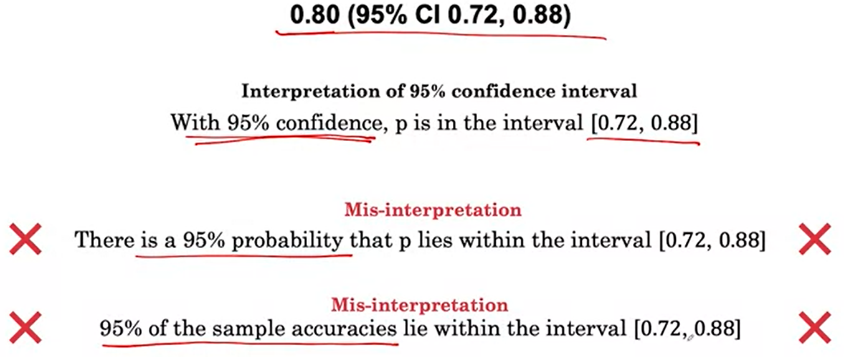 0.80 (95% CI 0.72, 0.88)
Interpretation of 95% confidence interval
With 95% confidence, p is in the interval [0.72, 0.88]
Mis-interpretation
There is a 95% probability that p lies within the interval [0.72, 0.88]
Mis-interpretation
95% of the sample accuracies lie within the interval [0.72, 0.88]